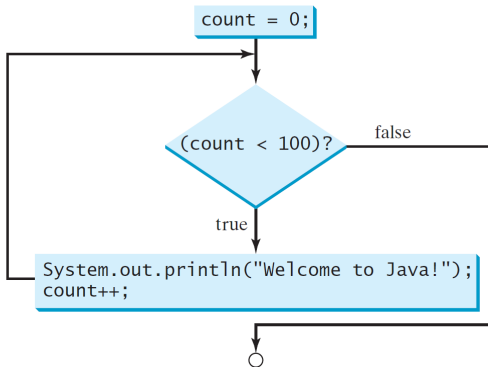 count = 0;
(count < 100)?
false
true
System.out.println("Welcome to Java!");
count++;